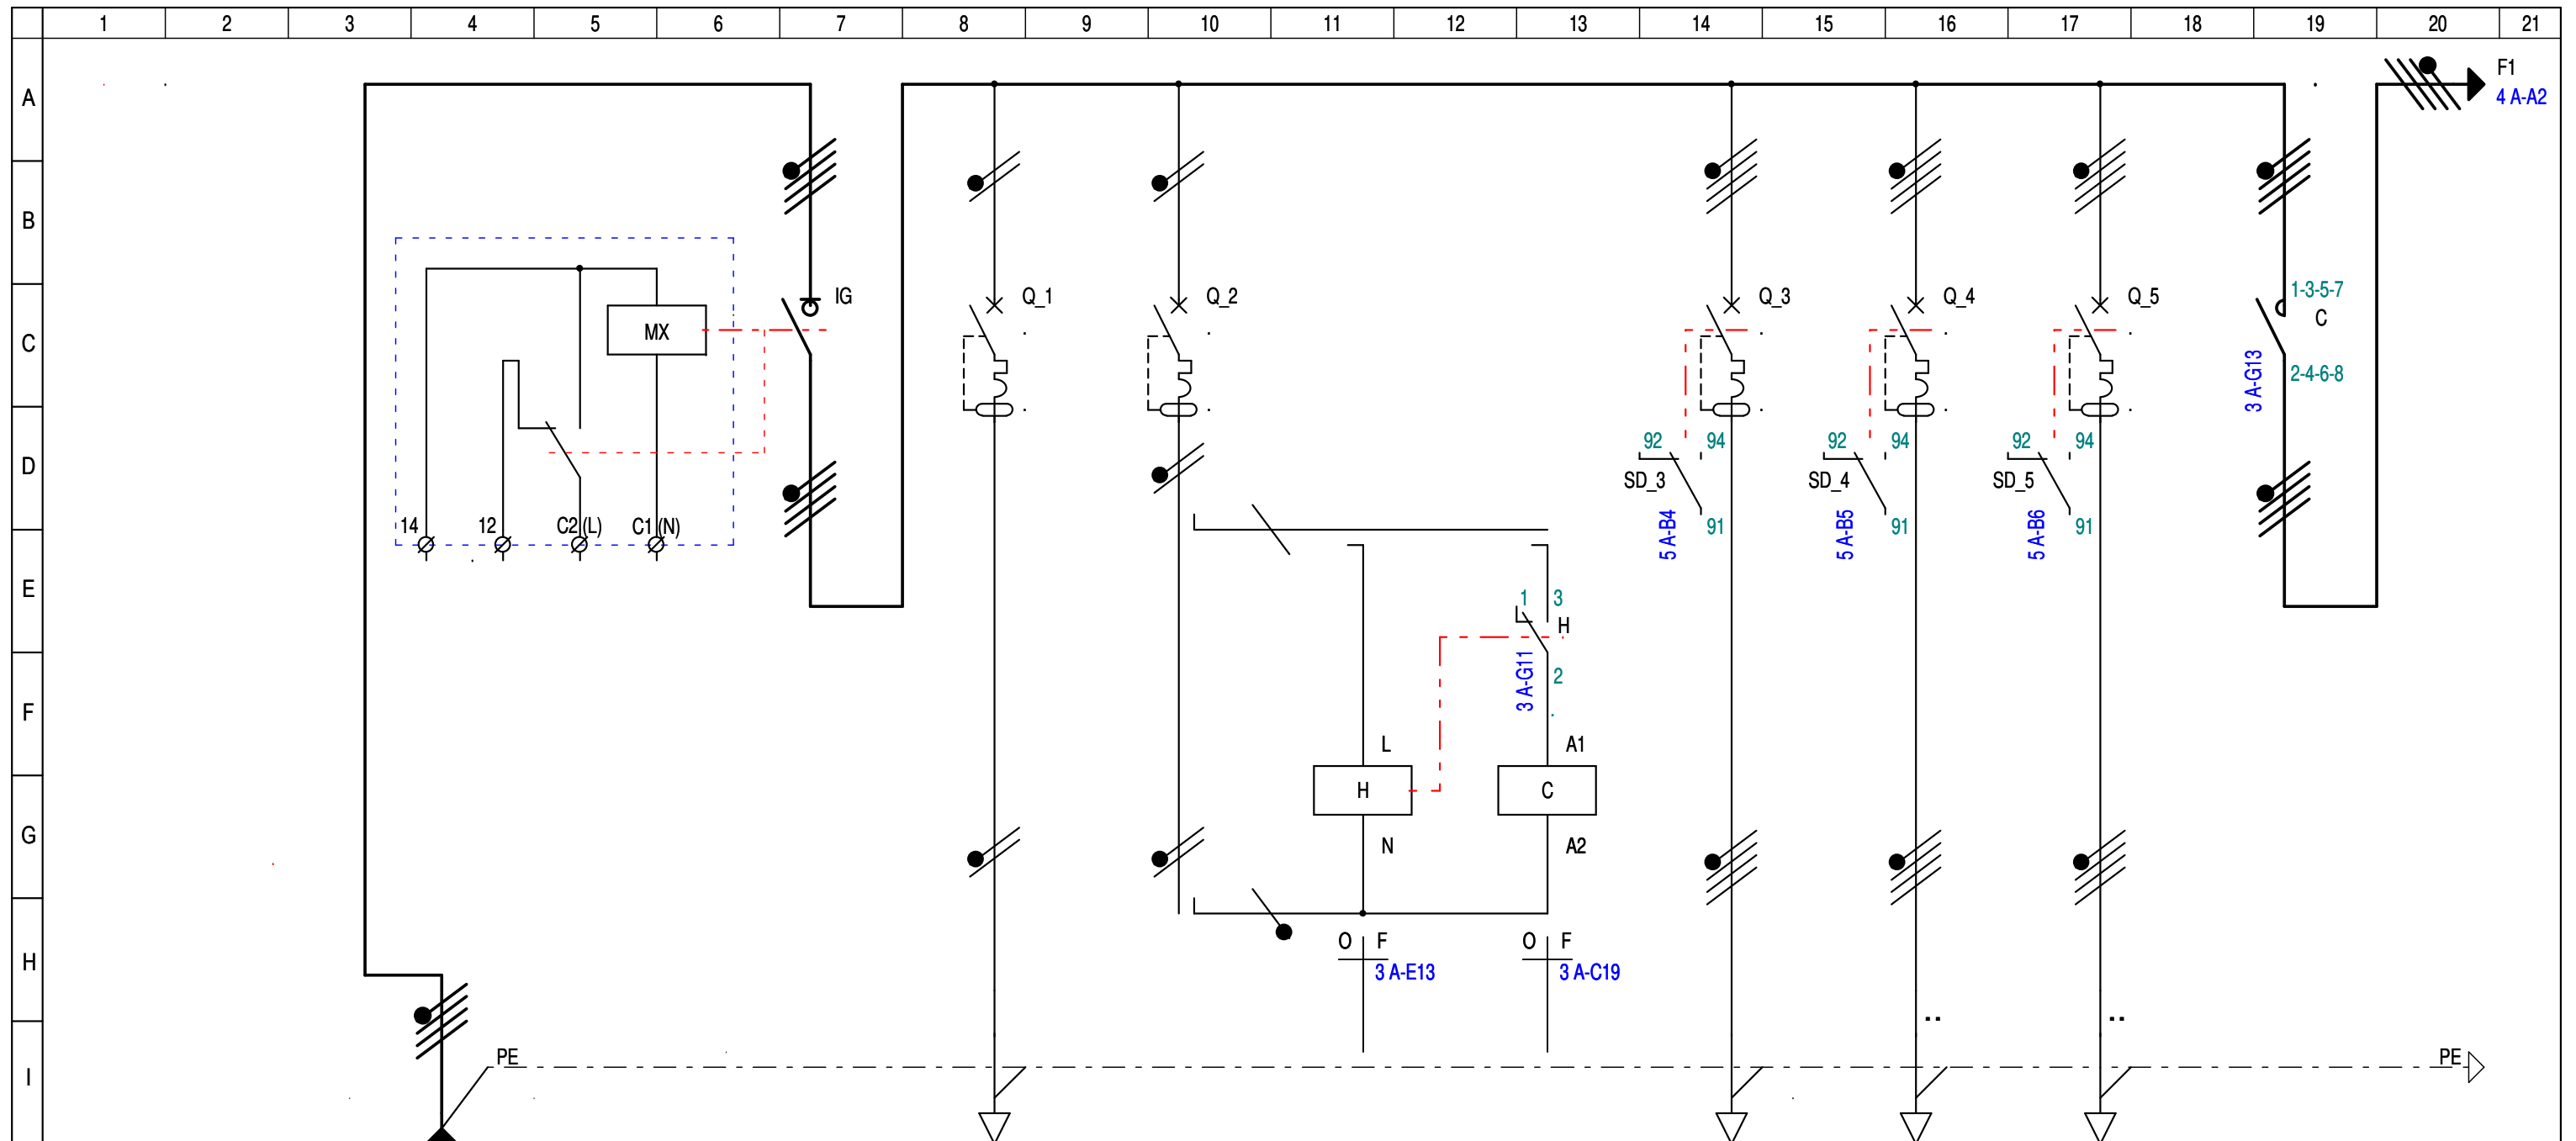 1 2 3 4 5 6 7 8 9 10 11 12 13 14 15 16 17 18 19 20 21
A
F1
4 A-A2
B
IG
Q_1
Q_2
Q_3
Q_4
Q_5
1-3-5-7
C
2-4-6-8
3 A-G13
C
MX
D
92 94
SD_3
91
5 A-B4
92 94
SD_4
91
5 A-B5
92 94
SD_5
91
5 A-B6
14 12 C2 (L) C1 (N)
E
1 3
H
2
3 A-G11
F
L
A1
H
C
G
N
A2
H
O F
3 A-E13
O F
3 A-C19
I
PE
PE